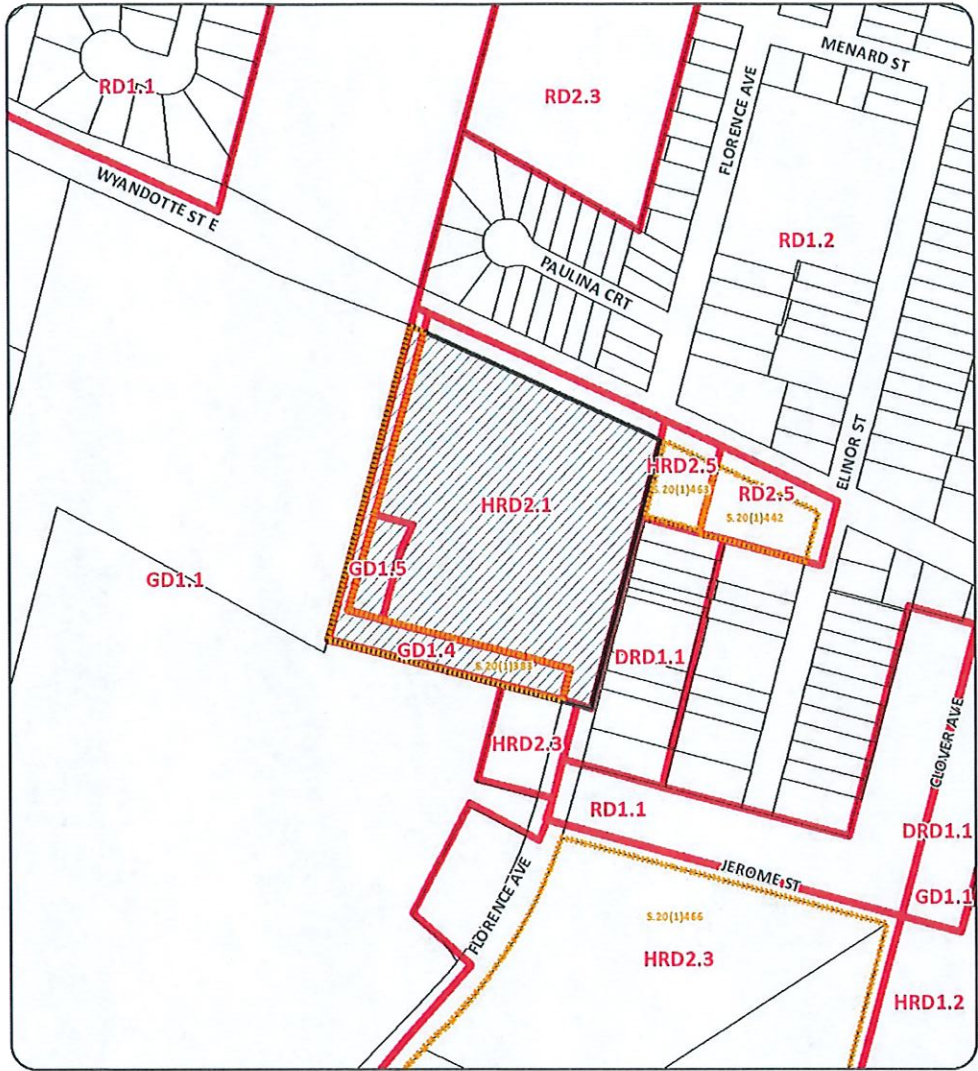 MENARD ST
RD1.1
RD2.3
FLORENCE AVE
WYANDOTTE ST E
RD1.2
PAULINA CRT
ELINOR ST
HRD2.5
S.20(1)463
RD2.5
S.20(1)442
HRD2.1
GD1.1
GD1.5
GD1.4
S.20(1)383
DRD1.1
HRD2.3
CLOVER AVE
RD1.1
DRD1.1
JEROME ST
GD1.1
FLORENCE AVE
S.20(1)466
HRD2.3
HRD1.2